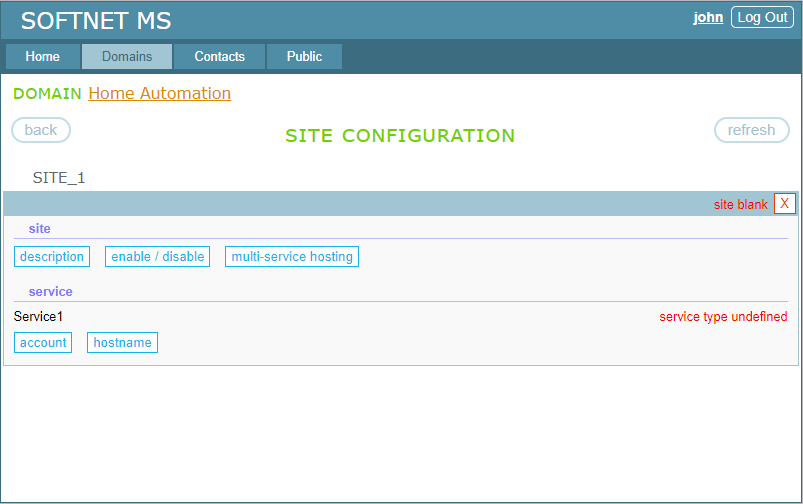 SOFTNET MS
john Log Out
Home Domains Contacts Public
DOMAIN Home Automation
back SITE CONFIGURATION refresh
SITE_1
site blank X
site
description enable / disable multi-service hosting
service
Service1 service type undefined
account hostname